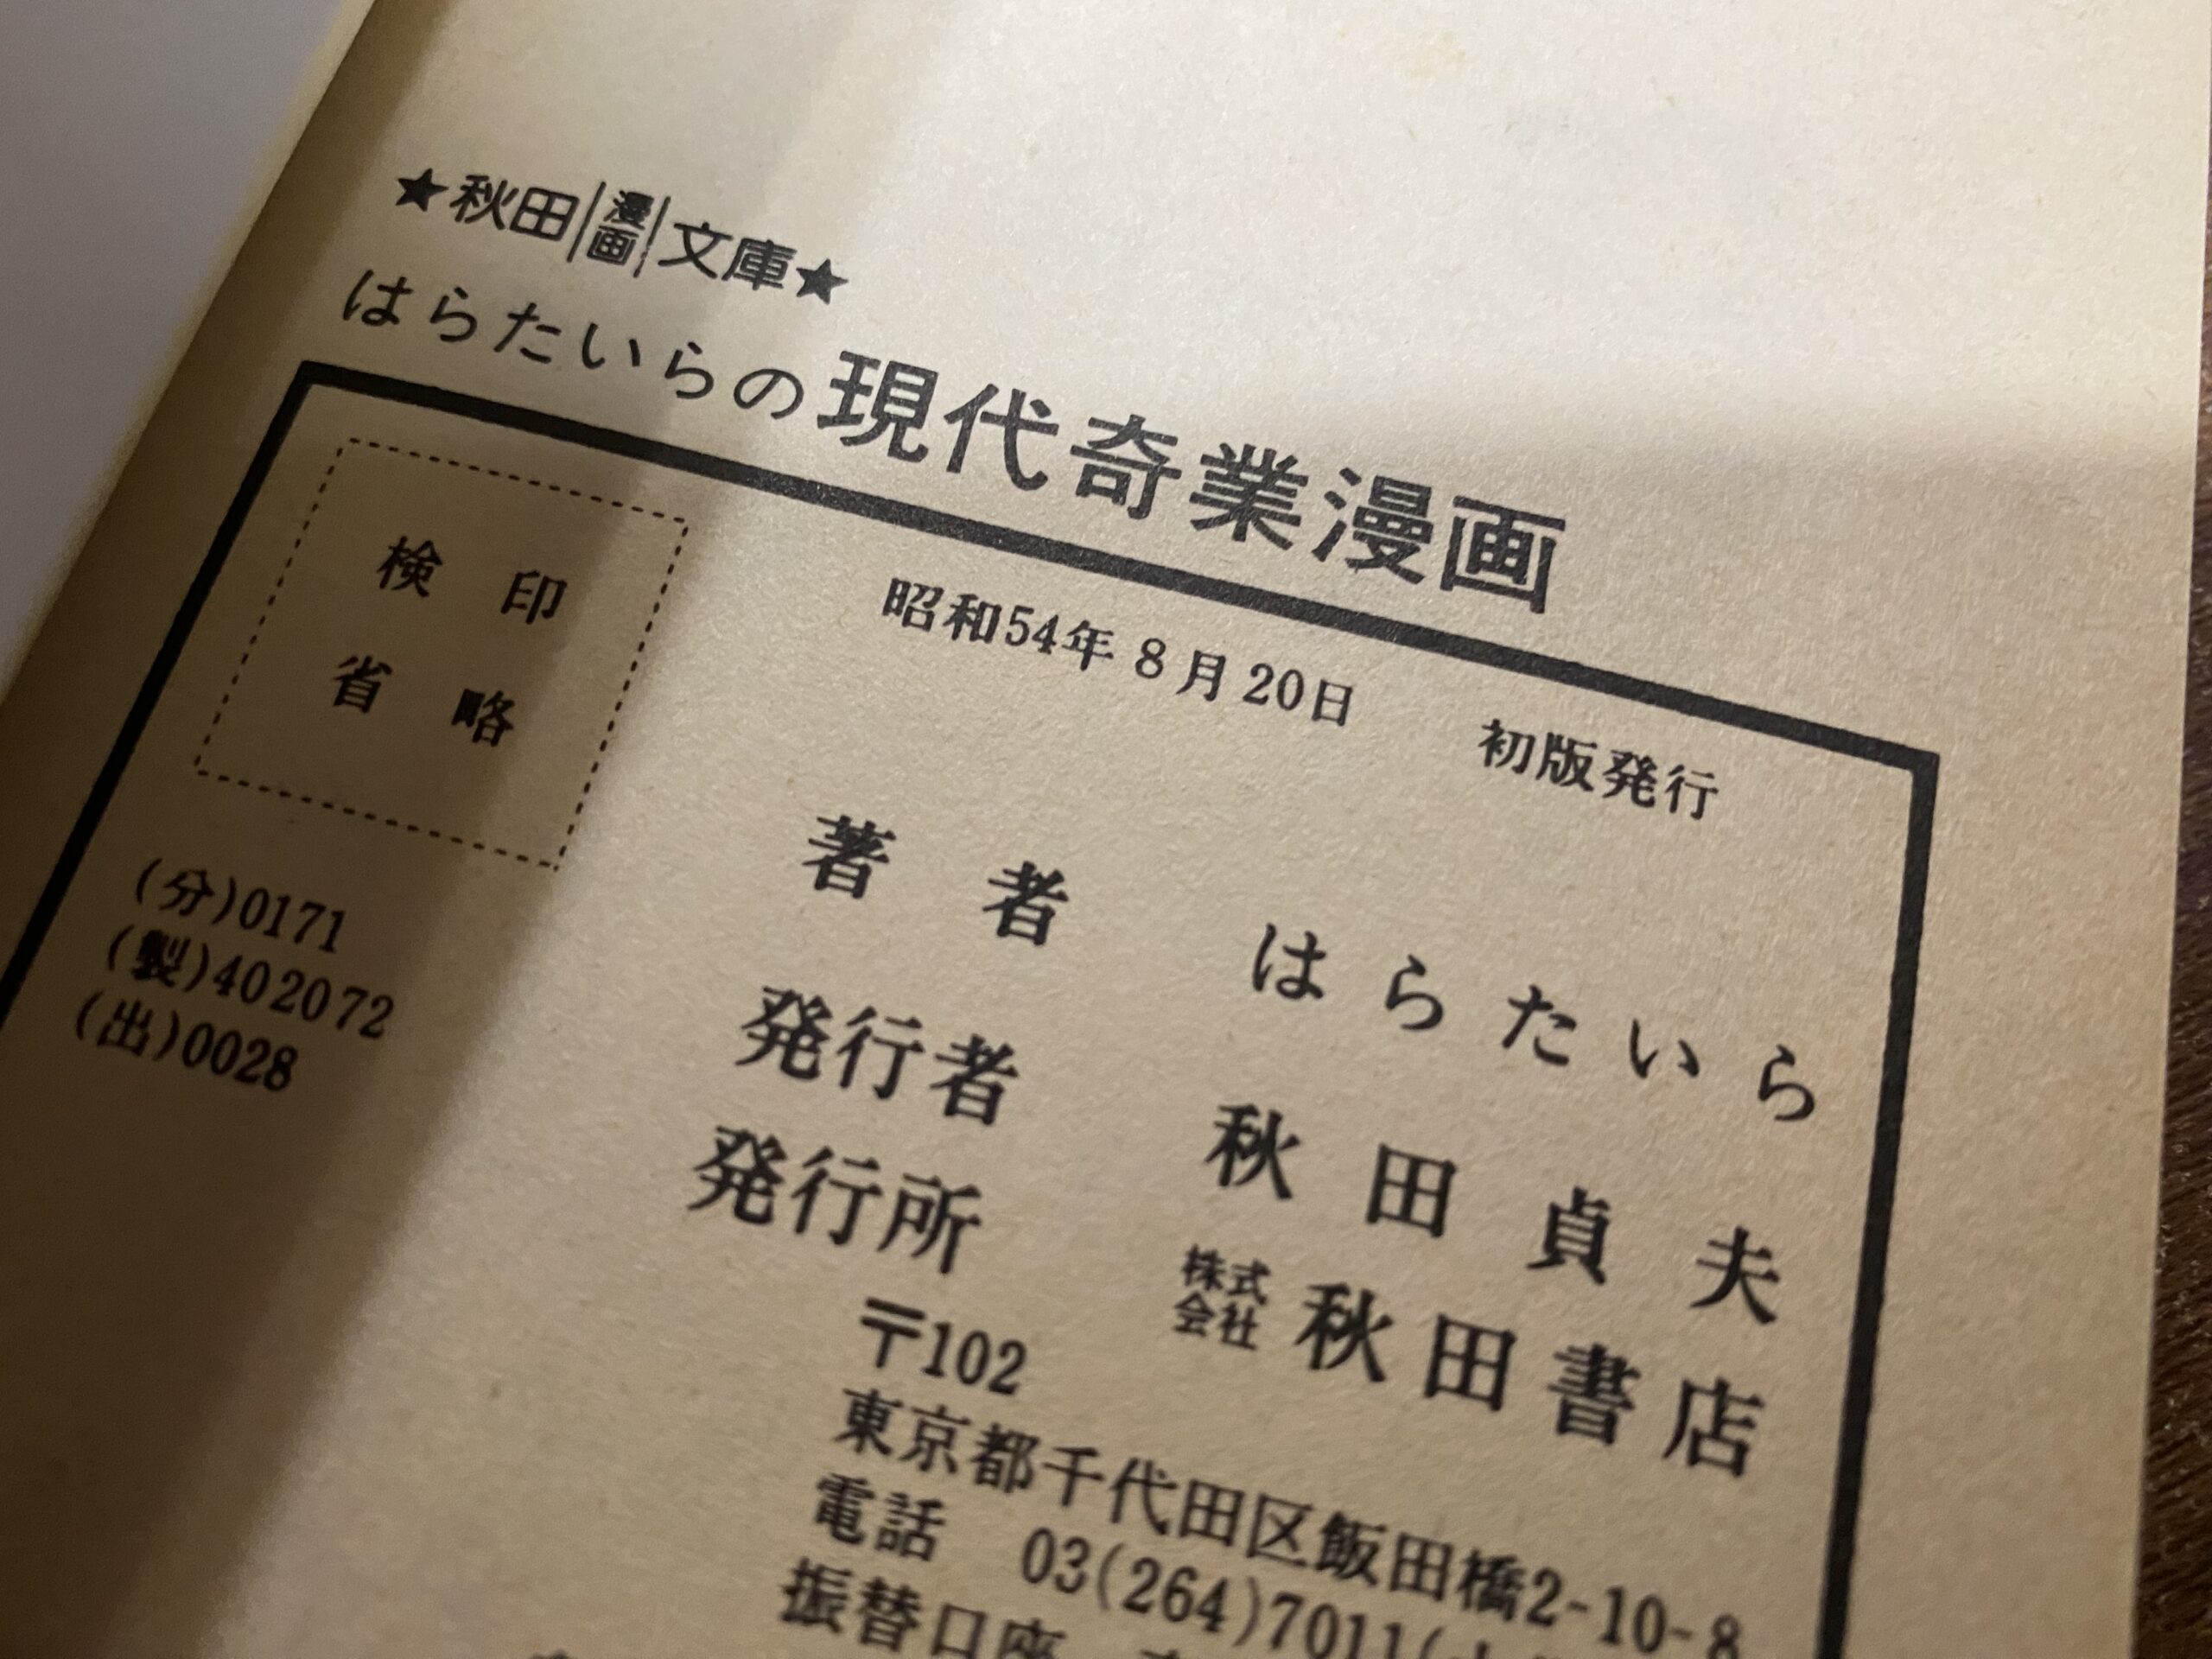 ★秋田漫画文庫★
はらたいらの現代奇業漫画
検印
省略
昭和54年8月20日 初版発行
(分)0171
(製)402072
(出)0028
著者 はらたいら
発行者 秋田貞夫
発行所 株式会社 秋田書店
〒102
東京都千代田区飯田橋2-10-8
電話 03(264)7011(
振替口座